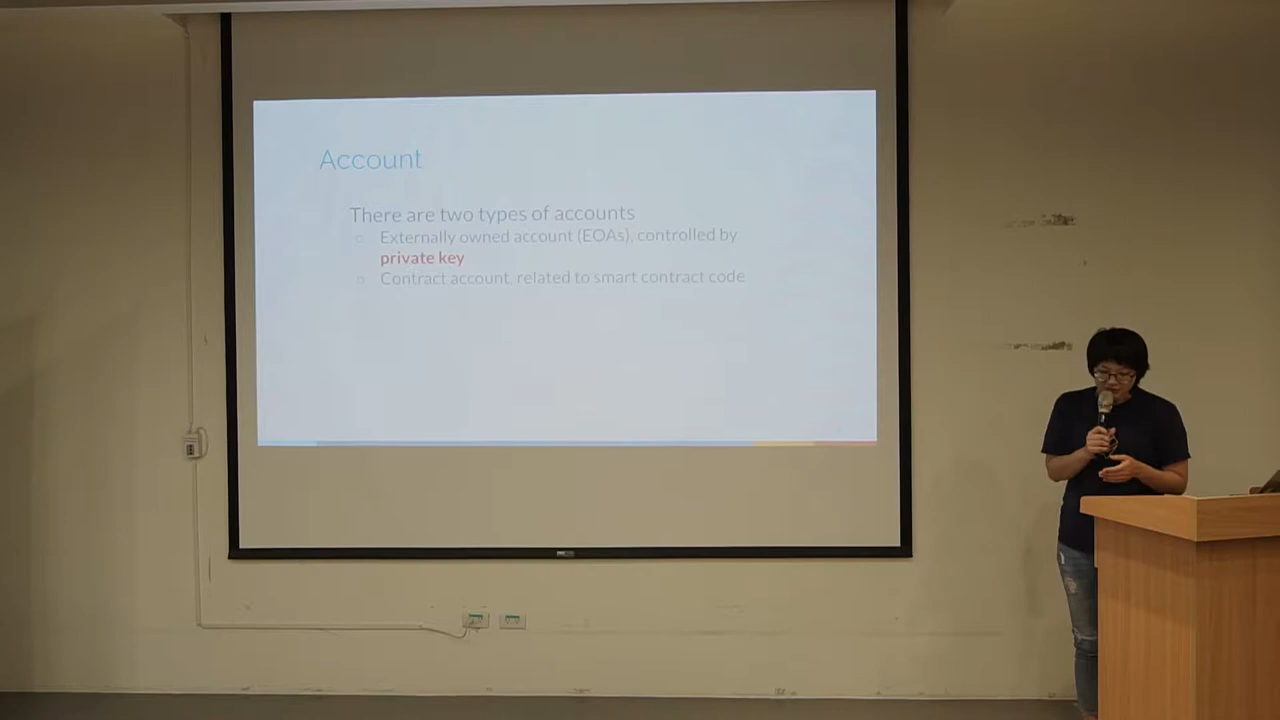 Account
There are two types of accounts
○ Externally owned account (EOAs), controlled by
private key
○ Contract account, related to smart contract code